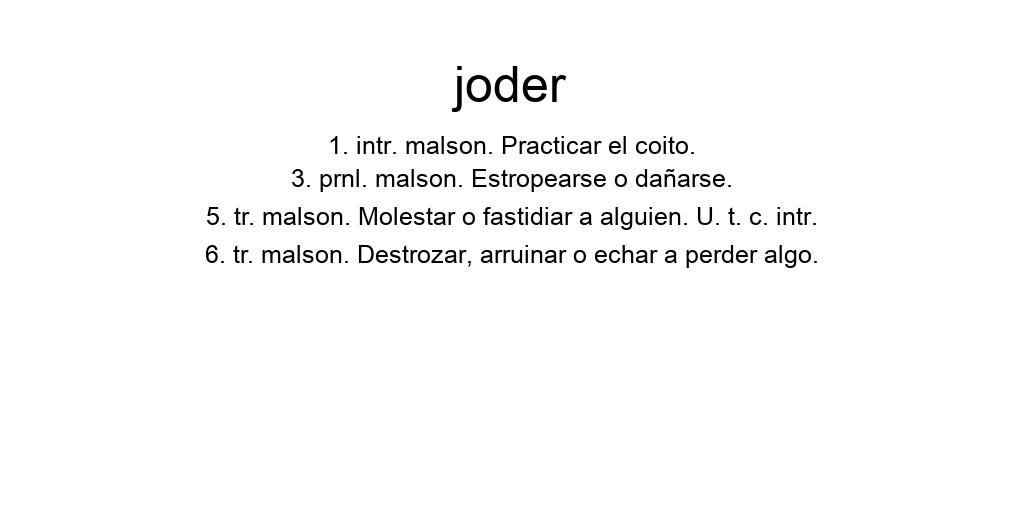 joder
1. intr. malson. Practicar el coito.
3. prnl. malson. Estropearse o dañarse.
5. tr. malson. Molestar o fastidiar a alguien. U. t. c. intr.
6. tr. malson. Destrozar, arruinar o echar a perder algo.